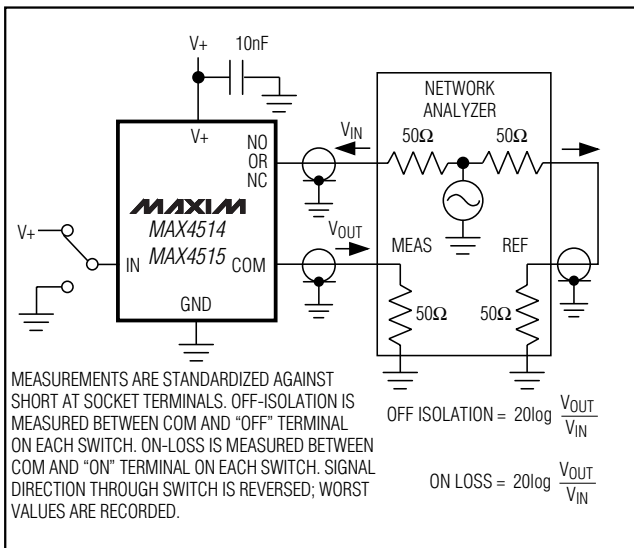 V+ 10nF
V+
NO
OR
NC
VIN
NETWORK
ANALYZER
50Ω 50Ω
MAXIM
MAX4514
MAX4515
V+
IN
COM
VOUT
MEAS REF
GND
50Ω 50Ω
MEASUREMENTS ARE STANDARDIZED AGAINST
SHORT AT SOCKET TERMINALS. OFF-ISOLATION IS
MEASURED BETWEEN COM AND “OFF” TERMINAL
ON EACH SWITCH. ON-LOSS IS MEASURED BETWEEN
COM AND “ON” TERMINAL ON EACH SWITCH. SIGNAL
DIRECTION THROUGH SWITCH IS REVERSED; WORST
VALUES ARE RECORDED.
OFF ISOLATION = 20log VOUT
VIN
ON LOSS = 20log VOUT
VIN